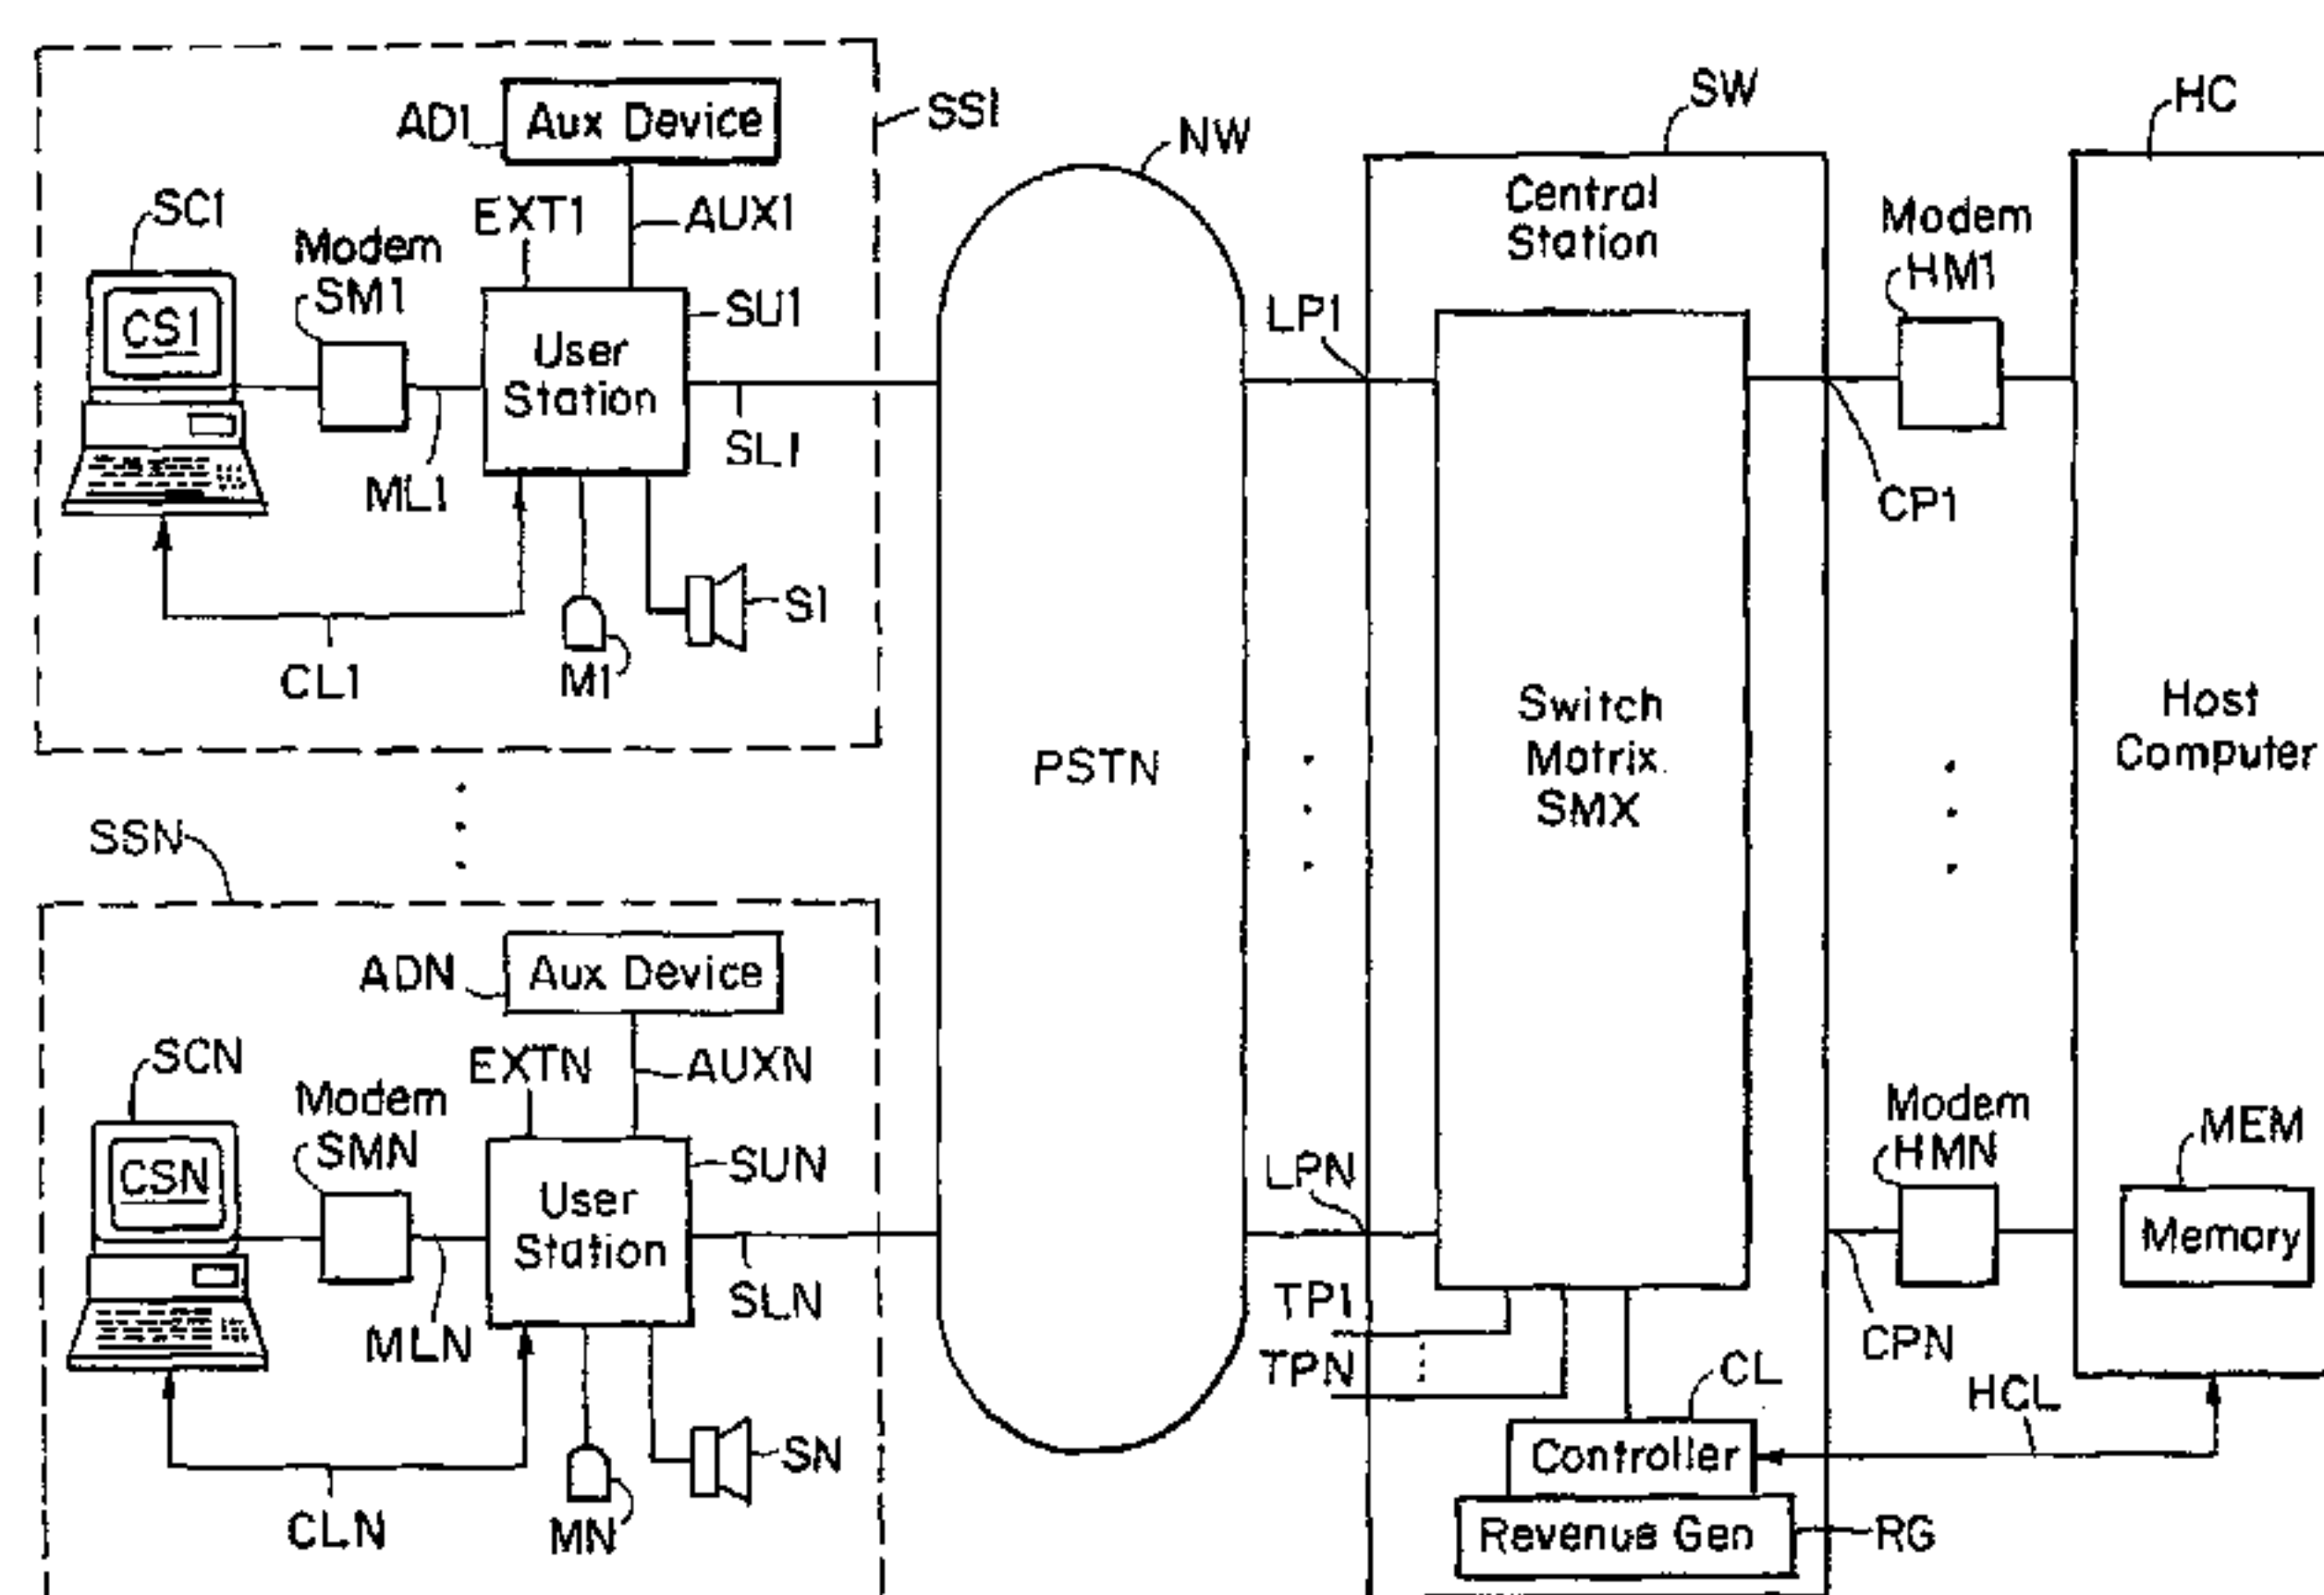 AD1
Aux Device
SS1
SC1
Modem
SM1
EXT1
AUX1
CS1
User
Station
SU1
ML1
SL1
CL1
M1
S1
SSN
ADN
Aux Device
SCN
Modem
SMN
EXTN
AUXN
CSN
User
Station
SUN
MLN
SLN
CLN
MN
SN
NW
PSTN
LP1
LPN
TP1
TPN
SW
Central
Station
Switch
Matrix
SMX
CL
Controller
Revenue Gen
RG
Modem
HM1
CP1
Modem
HMN
CPN
HCL
HC
Host
Computer
MEM
Memory